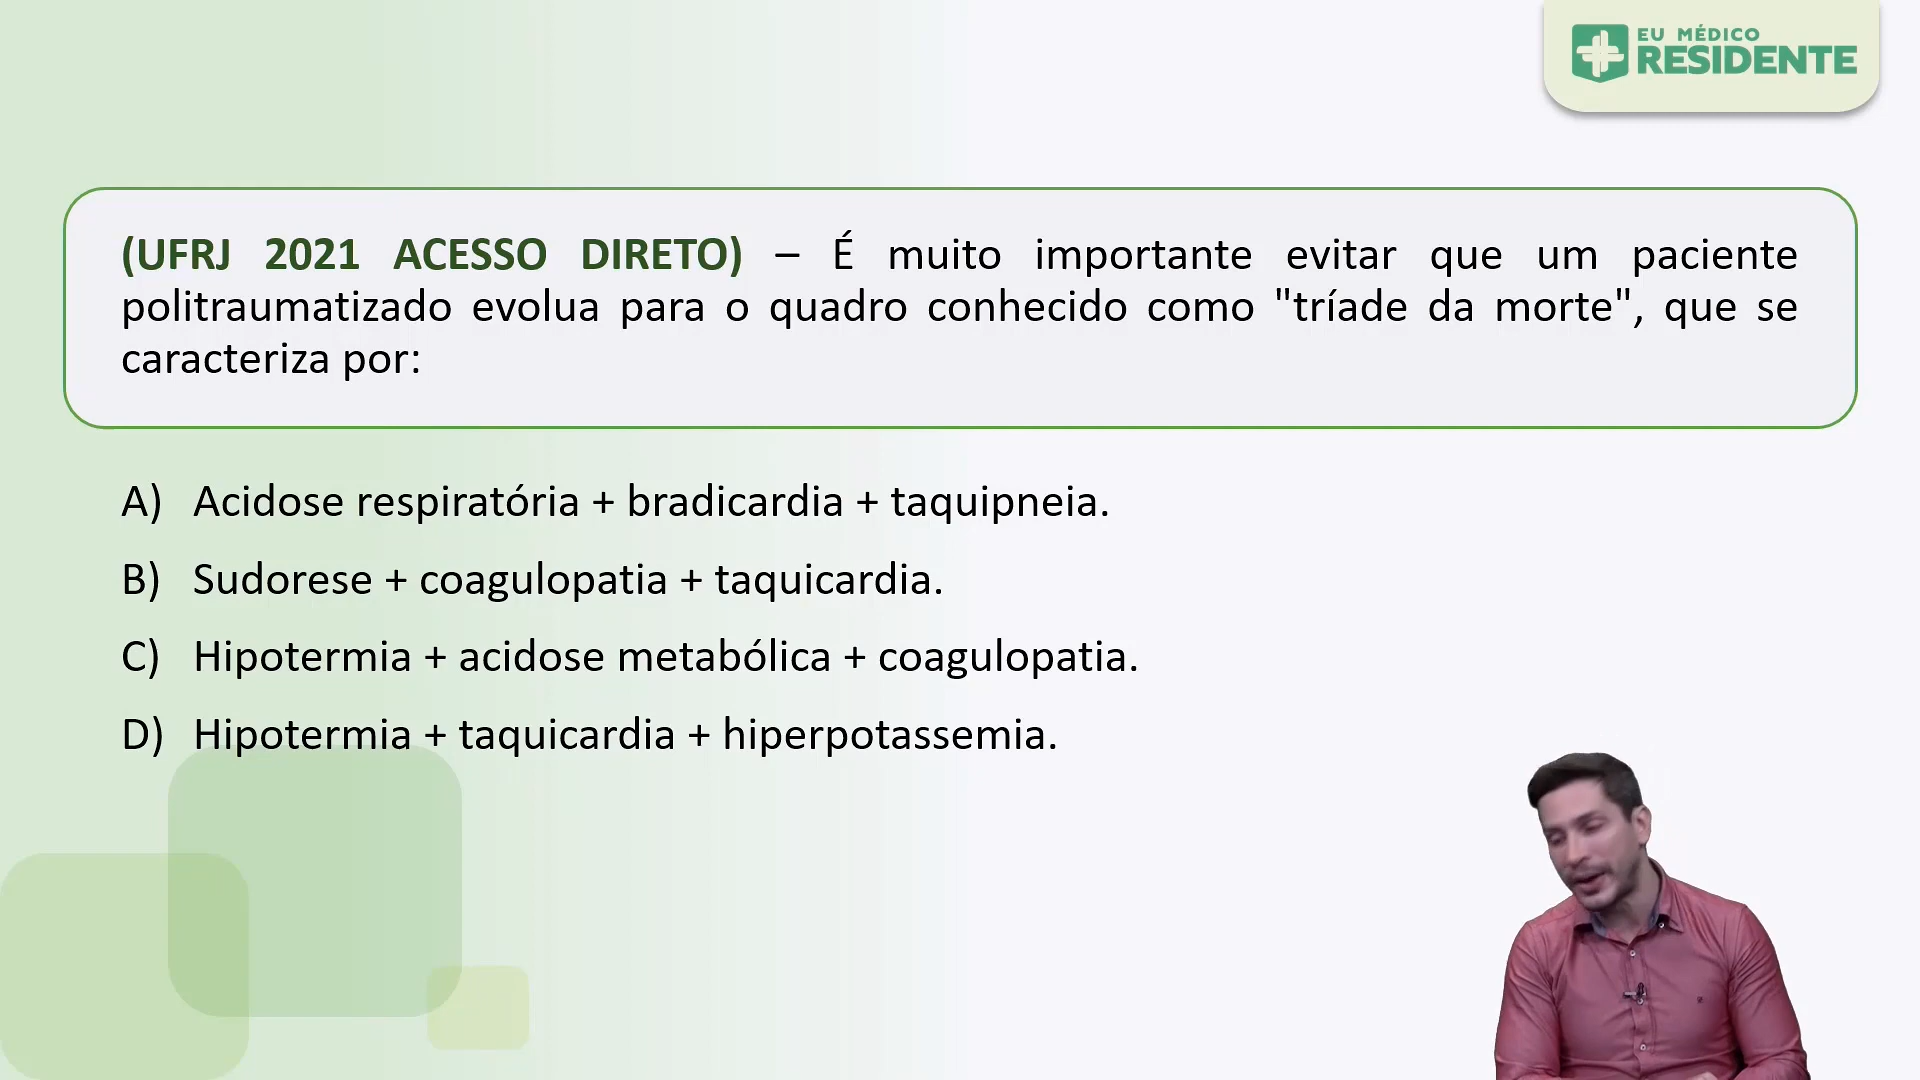 EU MÉDICO
RESIDENTE
(UFRJ 2021 ACESSO DIRETO) – É muito importante evitar que um paciente
politraumatizado evolua para o quadro conhecido como "tríade da morte", que se
caracteriza por:
A) Acidose respiratória + bradicardia + taquipneia.
B) Sudorese + coagulopatia + taquicardia.
C) Hipotermia + acidose metabólica + coagulopatia.
D) Hipotermia + taquicardia + hiperpotassemia.